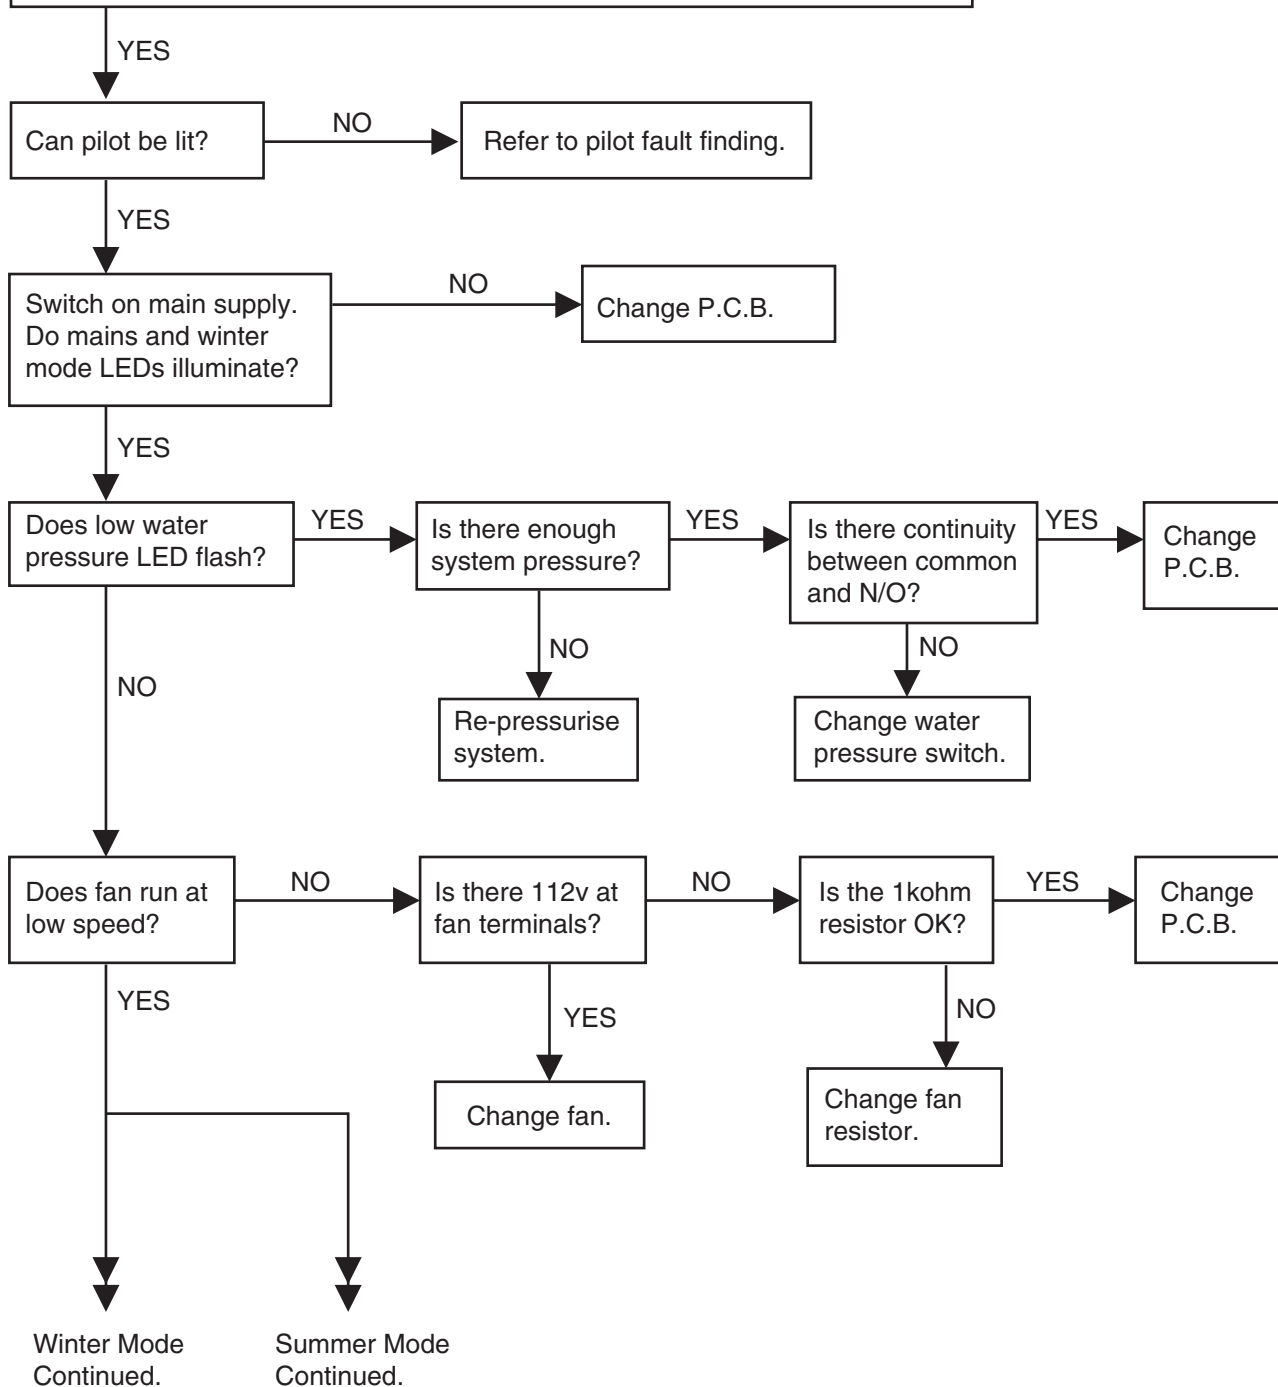 YES
Can pilot be lit?
NO
Refer to pilot fault finding.
YES
Switch on main supply.
Do mains and winter
mode LEDs illuminate?
NO
Change P.C.B.
YES
Does low water
pressure LED flash?
YES
Is there enough
system pressure?
YES
Is there continuity
between common
and N/O?
YES
Change
P.C.B.
NO
Re-pressurise
system.
NO
Change water
pressure switch.
NO
Does fan run at
low speed?
NO
Is there 112v at
fan terminals?
NO
Is the 1kohm
resistor OK?
YES
Change
P.C.B.
YES
Change fan.
NO
Change fan
resistor.
YES
Winter Mode
Continued.
Summer Mode
Continued.